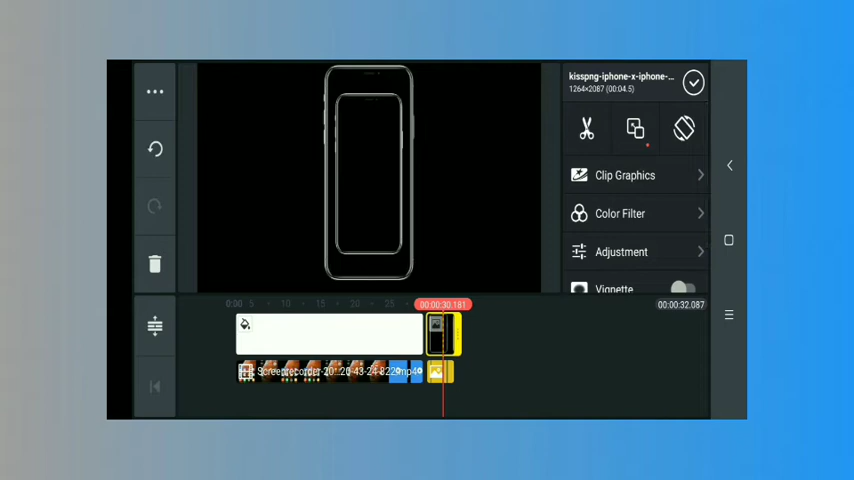 kisspng-iphone-x-iphone-...
1264×2087 (00:04.5)
Clip Graphics
Color Filter
Adjustment
Vignette
0:00 5 10 15 20 25
00:00:30.181
00:00:32.087